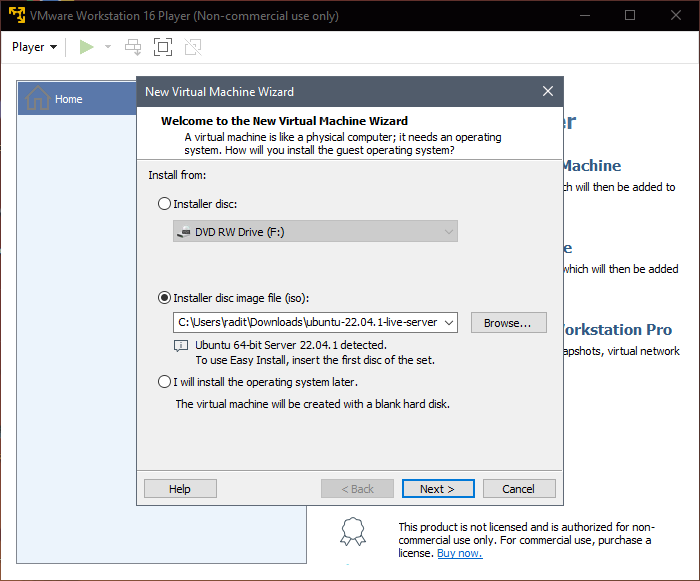 VMware Workstation 16 Player (Non-commercial use only)
Player
Home
New Virtual Machine Wizard
Welcome to the New Virtual Machine Wizard
A virtual machine is like a physical computer; it needs an operating
system. How will you install the guest operating system?
Install from:
Installer disc:
DVD RW Drive (F:)
Installer disc image file (iso):
C:\Users\radit\Downloads\ubuntu-22.04.1-live-server
Browse...
Ubuntu 64-bit Server 22.04.1 detected.
To use Easy Install, insert the first disc of the set.
I will install the operating system later.
The virtual machine will be created with a blank hard disk.
Help
< Back
Next >
Cancel
Machine
will then be added to
which will then be added
Workstation Pro
virtual network
This product is not licensed and is authorized for non-
commercial use only. For commercial use, purchase a
license. Buy now.